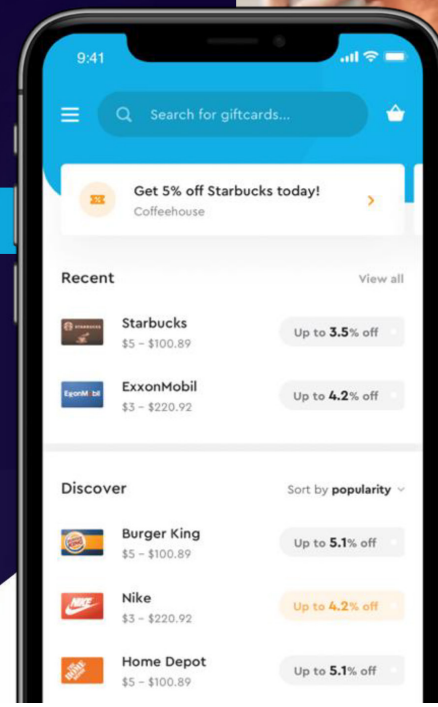 9:41
Search for giftcards...
Get 5% off Starbucks today!
Coffeehouse
Recent
View all
Starbucks
$5 – $100.89
Up to 3.5% off
ExxonMobil
$3 – $220.92
Up to 4.2% off
Discover
Sort by popularity
Burger King
$5 – $100.89
Up to 5.1% off
NIKE
Nike
$3 – $220.92
Up to 4.2% off
Home Depot
$5 – $100.89
Up to 5.1% off